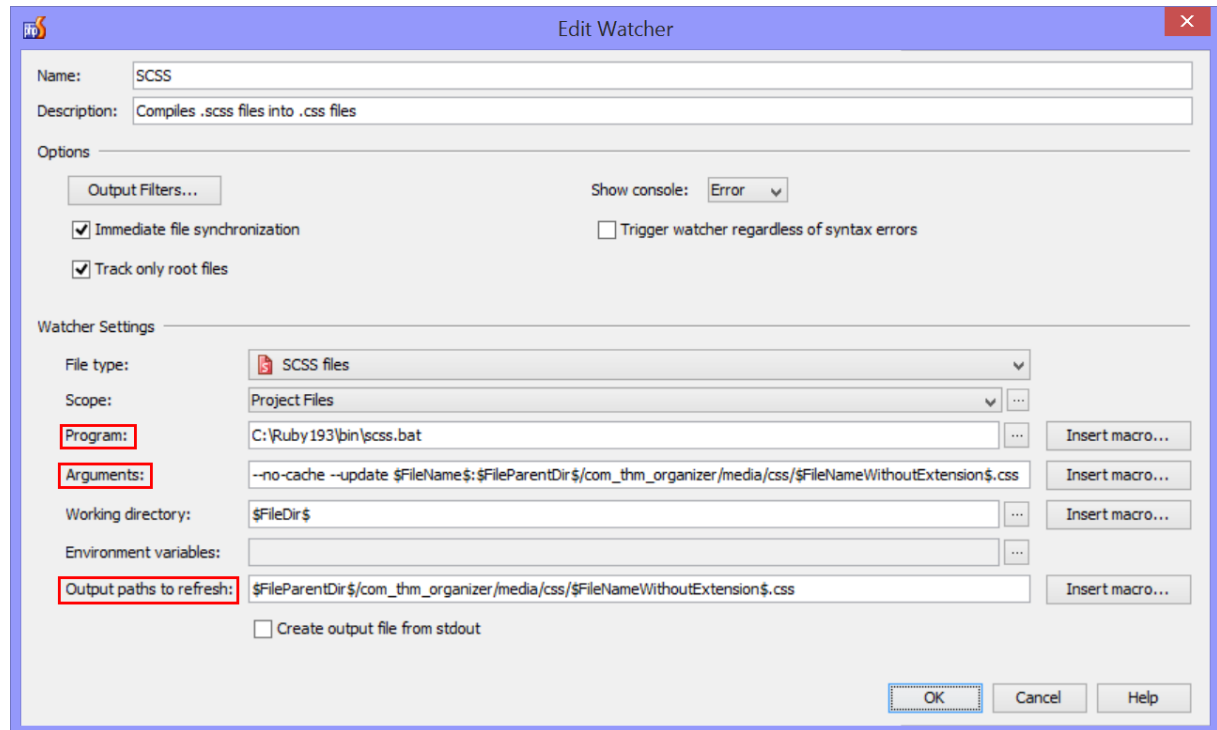 Edit Watcher
Name: SCSS
Description: Compiles .scss files into .css files
Options
Output Filters... Show console: Error
Immediate file synchronization Trigger watcher regardless of syntax errors
Track only root files
Watcher Settings
File type: SCSS files
Scope: Project Files ...
Program: C:\Ruby193\bin\scss.bat ... Insert macro...
Arguments: --no-cache --update $FileName$:$FileParentDir$/com_thm_organizer/media/css/$FileNameWithoutExtension$.css Insert macro...
Working directory: $FileDir$ ... Insert macro...
Environment variables: ...
Output paths to refresh: $FileParentDir$/com_thm_organizer/media/css/$FileNameWithoutExtension$.css Insert macro...
Create output file from stdout
OK Cancel Help